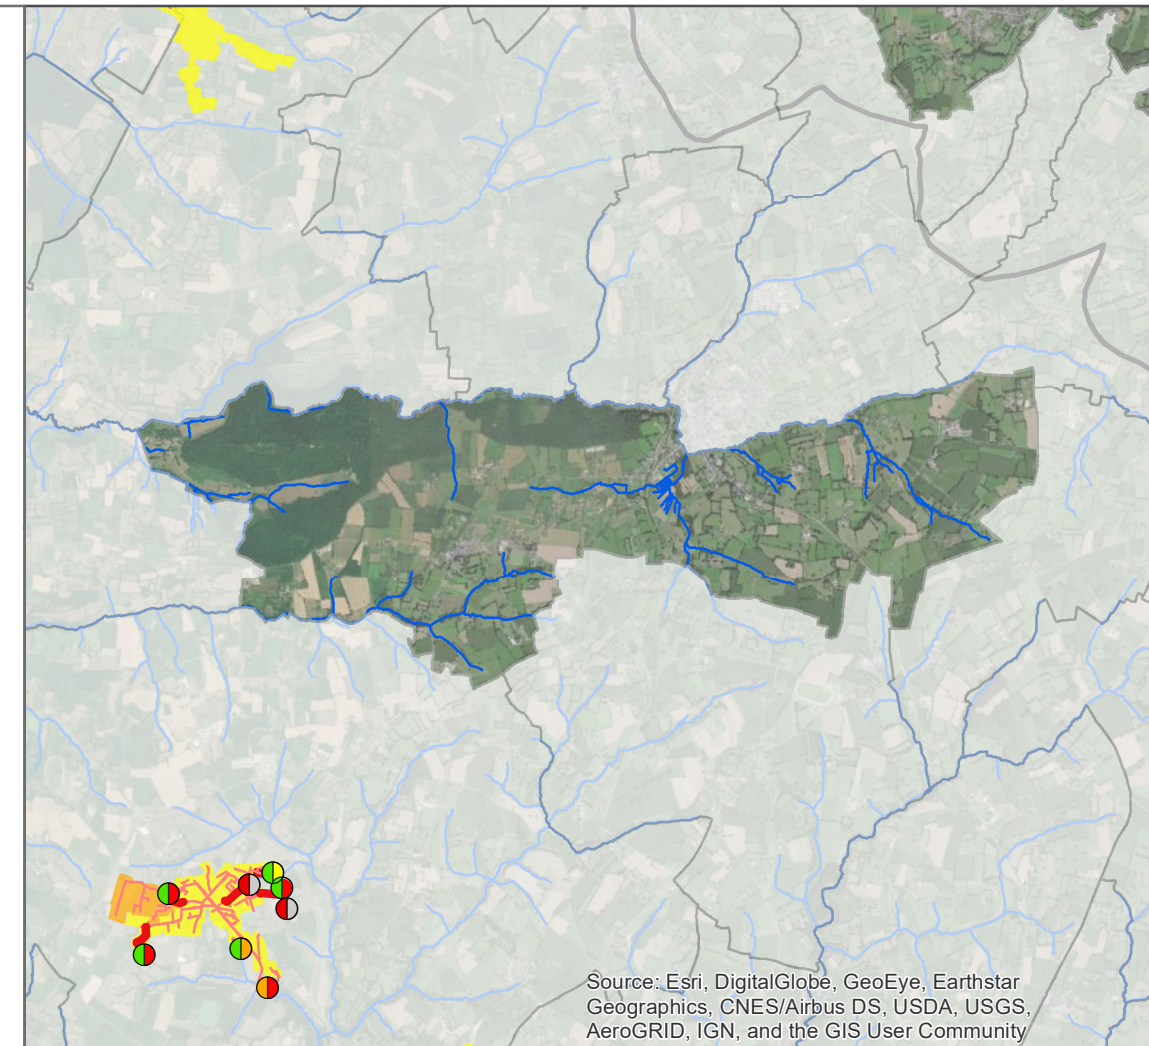 Source: Esri, DigitalGlobe, GeoEye, Earthstar
Geographics, CNES/Airbus DS, USDA, USGS,
AeroGRID, IGN, and the GIS User Community